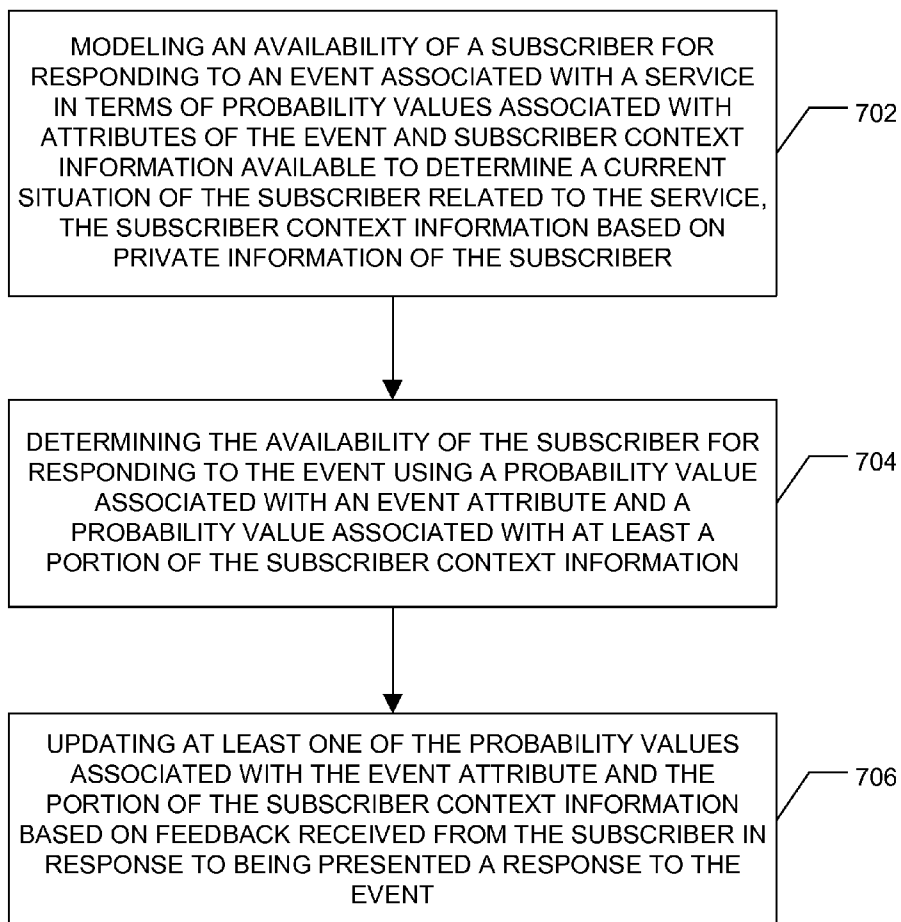 MODELING AN AVAILABILITY OF A SUBSCRIBER FOR
RESPONDING TO AN EVENT ASSOCIATED WITH A SERVICE
IN TERMS OF PROBABILITY VALUES ASSOCIATED WITH
ATTRIBUTES OF THE EVENT AND SUBSCRIBER CONTEXT
INFORMATION AVAILABLE TO DETERMINE A CURRENT
SITUATION OF THE SUBSCRIBER RELATED TO THE SERVICE,
THE SUBSCRIBER CONTEXT INFORMATION BASED ON
PRIVATE INFORMATION OF THE SUBSCRIBER
702
DETERMINING THE AVAILABILITY OF THE SUBSCRIBER FOR
RESPONDING TO THE EVENT USING A PROBABILITY VALUE
ASSOCIATED WITH AN EVENT ATTRIBUTE AND A
PROBABILITY VALUE ASSOCIATED WITH AT LEAST A
PORTION OF THE SUBSCRIBER CONTEXT INFORMATION
704
UPDATING AT LEAST ONE OF THE PROBABILITY VALUES
ASSOCIATED WITH THE EVENT ATTRIBUTE AND THE
PORTION OF THE SUBSCRIBER CONTEXT INFORMATION
BASED ON FEEDBACK RECEIVED FROM THE SUBSCRIBER IN
RESPONSE TO BEING PRESENTED A RESPONSE TO THE
EVENT
706